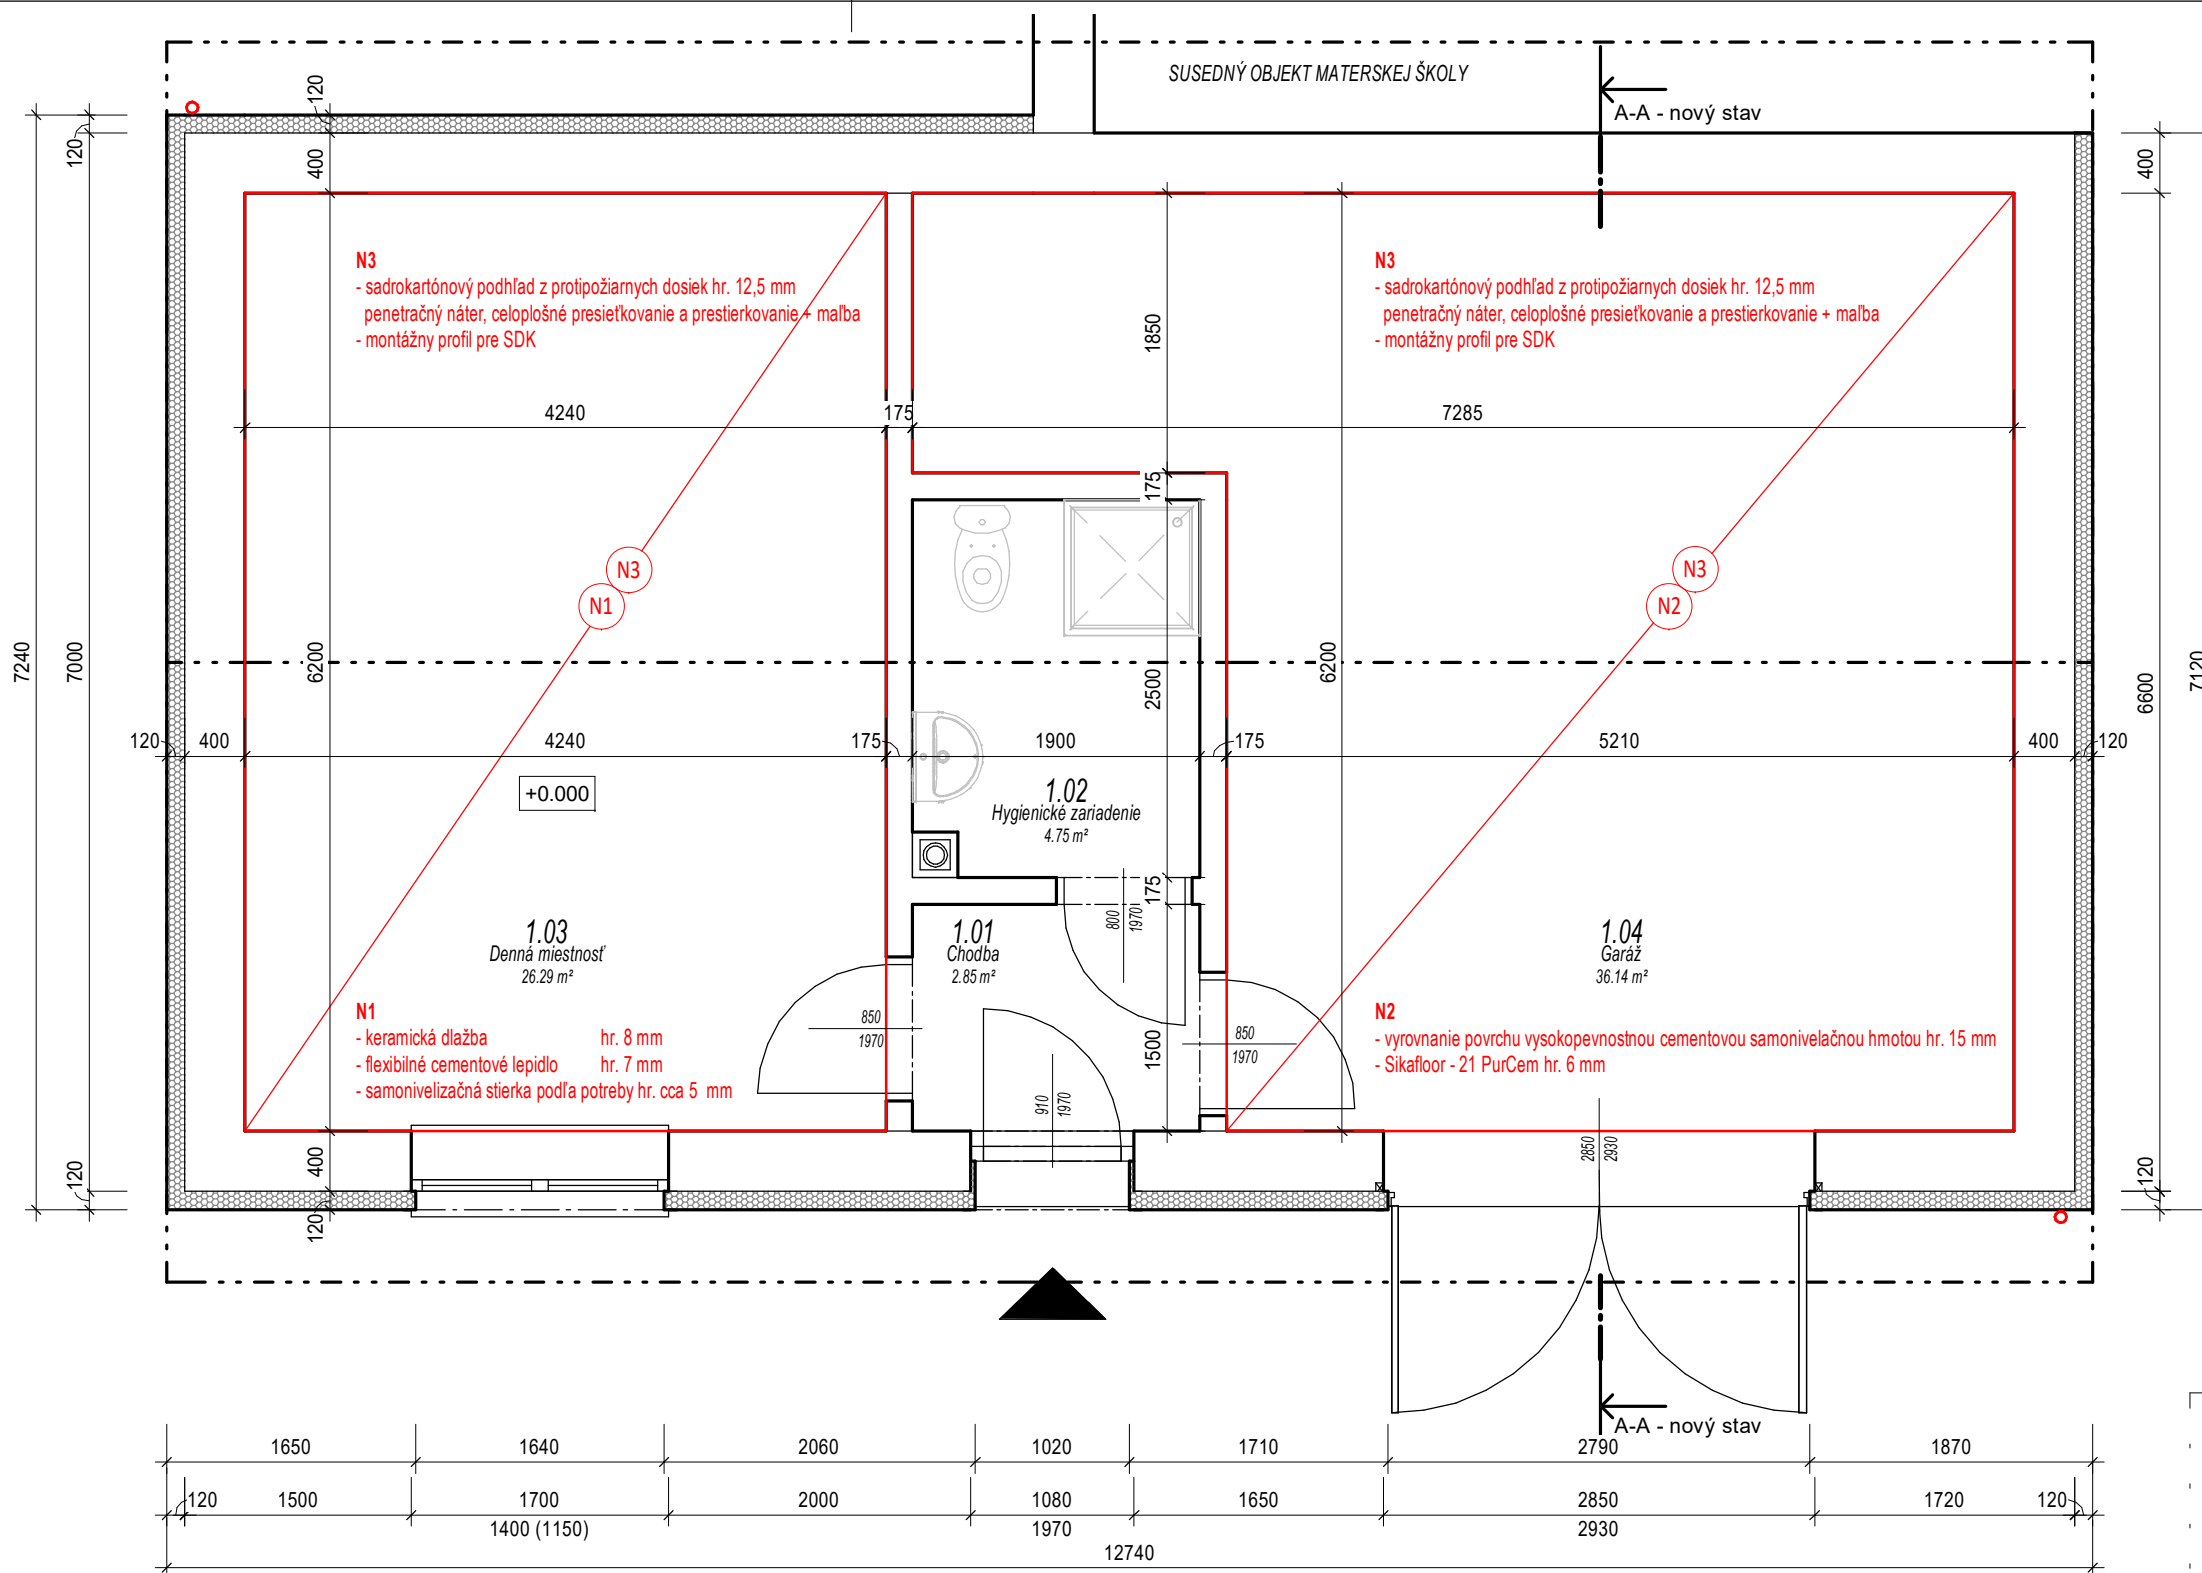 SUSEDNÝ OBJEKT MATERSKEJ ŠKOLY
A-A - nový stav
120
120
400
400
N3
- sadrokartónový podhľad z protipožiarnych dosiek hr. 12,5 mm
penetračný náter, celoplošné presieťkovanie a prestierkovanie + maľba
- montážny profil pre SDK
N3
- sadrokartónový podhľad z protipožiarnych dosiek hr. 12,5 mm
penetračný náter, celoplošné presieťkovanie a prestierkovanie + maľba
- montážny profil pre SDK
1850
4240
175
7285
175
N3
N1
N3
N2
7240
7000
6200
2500
6200
6600
7120
120
400
4240
175
1900
175
5210
400
120
+0.000
1.02
Hygienické zariadenie
4.75 m²
175
800
1970
1.03
Denná miestnosť
26.29 m²
1.01
Chodba
2.85 m²
1.04
Garáž
36.14 m²
N1
- keramická dlažba hr. 8 mm
- flexibilné cementové lepidlo hr. 7 mm
- samonivelizačná stierka podľa potreby hr. cca 5 mm
850
1970
910
1970
1500
850
1970
N2
- vyrovnanie povrchu vysokopevnostnou cementovou samonivelačnou hmotou hr. 15 mm
- Sikafloor - 21 PurCem hr. 6 mm
2850
2930
120
400
120
120
A-A - nový stav
1650
1640
2060
1020
1710
2790
1870
120
1500
1700
2000
1080
1650
2850
1720
120
1400 (1150)
1970
2930
12740